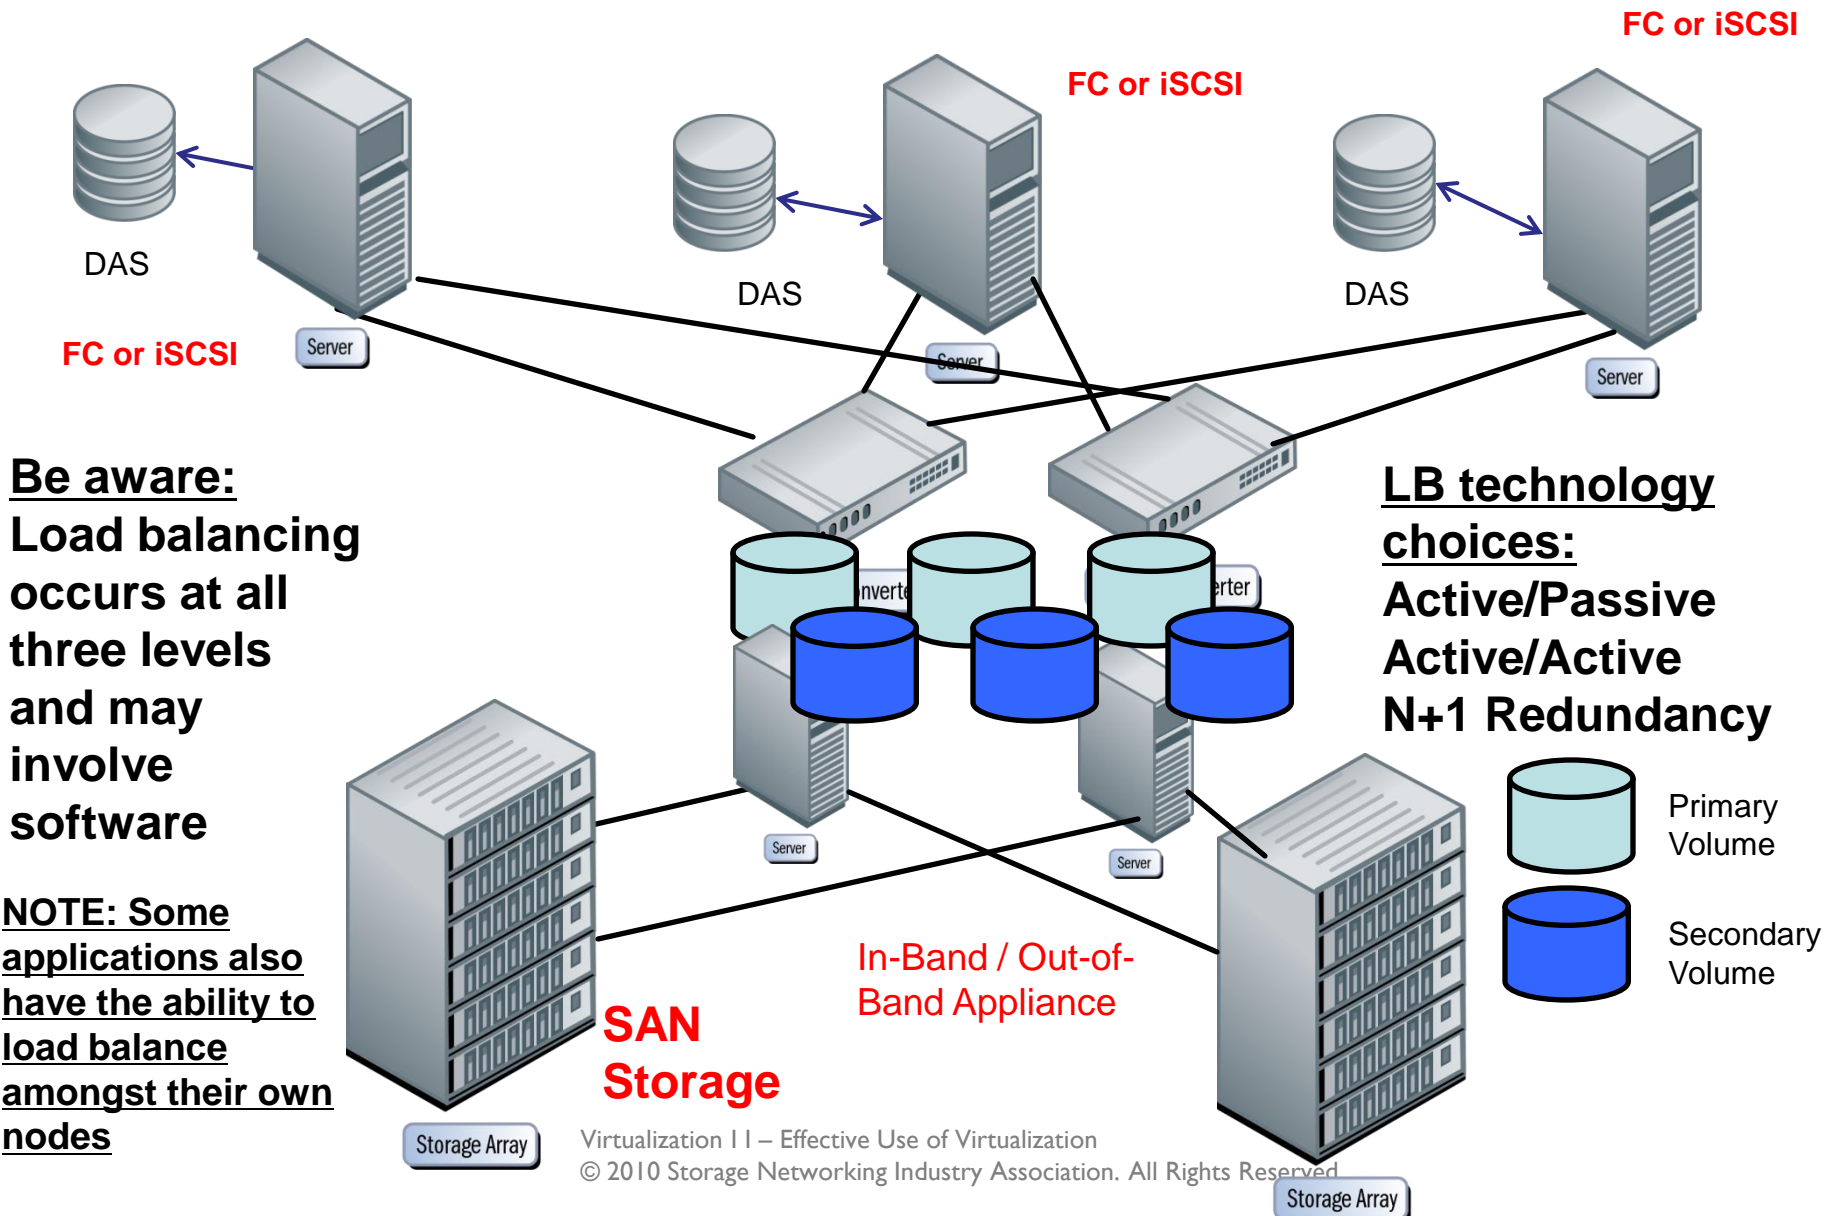 FC or iSCSI
FC or iSCSI
DAS
DAS
DAS
FC or iSCSI
Server
Server
Server
Be aware:
Load balancing
occurs at all
three levels
and may
involve
software
NOTE: Some
applications also
have the ability to
load balance
amongst their own
nodes
LB technology
choices:
Active/Passive
Active/Active
N+1 Redundancy
Primary
Volume
Secondary
Volume
Server
Server
In-Band / Out-of-
Band Appliance
SAN
Storage
Storage Array
Virtualization II – Effective Use of Virtualization
© 2010 Storage Networking Industry Association. All Rights Reserved
Storage Array